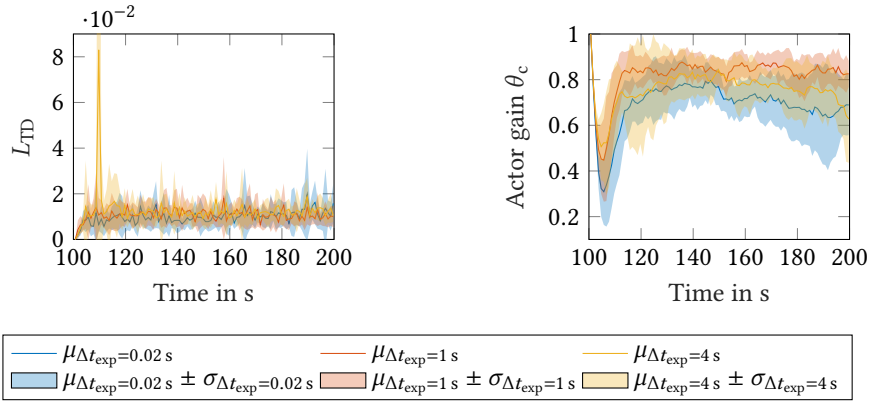 ·10⁻²
8
6
4
2
0
100 120 140 160 180 200
L_TD
Time in s
1
0.8
0.6
0.4
0.2
100 120 140 160 180 200
Actor gain θ_c
Time in s
μ_Δt_exp=0.02 s
μ_Δt_exp=1 s
μ_Δt_exp=4 s
μ_Δt_exp=0.02 s ± σ_Δt_exp=0.02 s
μ_Δt_exp=1 s ± σ_Δt_exp=1 s
μ_Δt_exp=4 s ± σ_Δt_exp=4 s